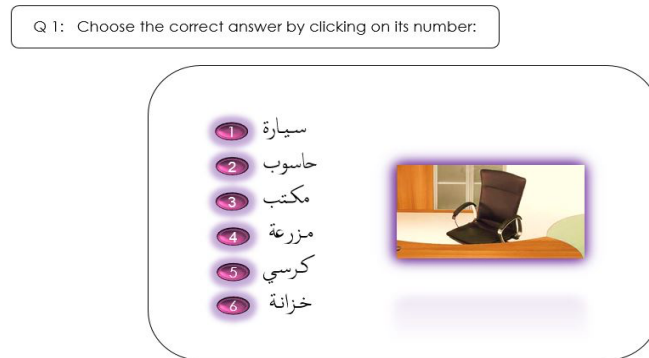 Q 1: Choose the correct answer by clicking on its number:
1 سيارة
2 حاسوب
3 مكتب
4 مزرعة
5 كرسي
6 خزانة